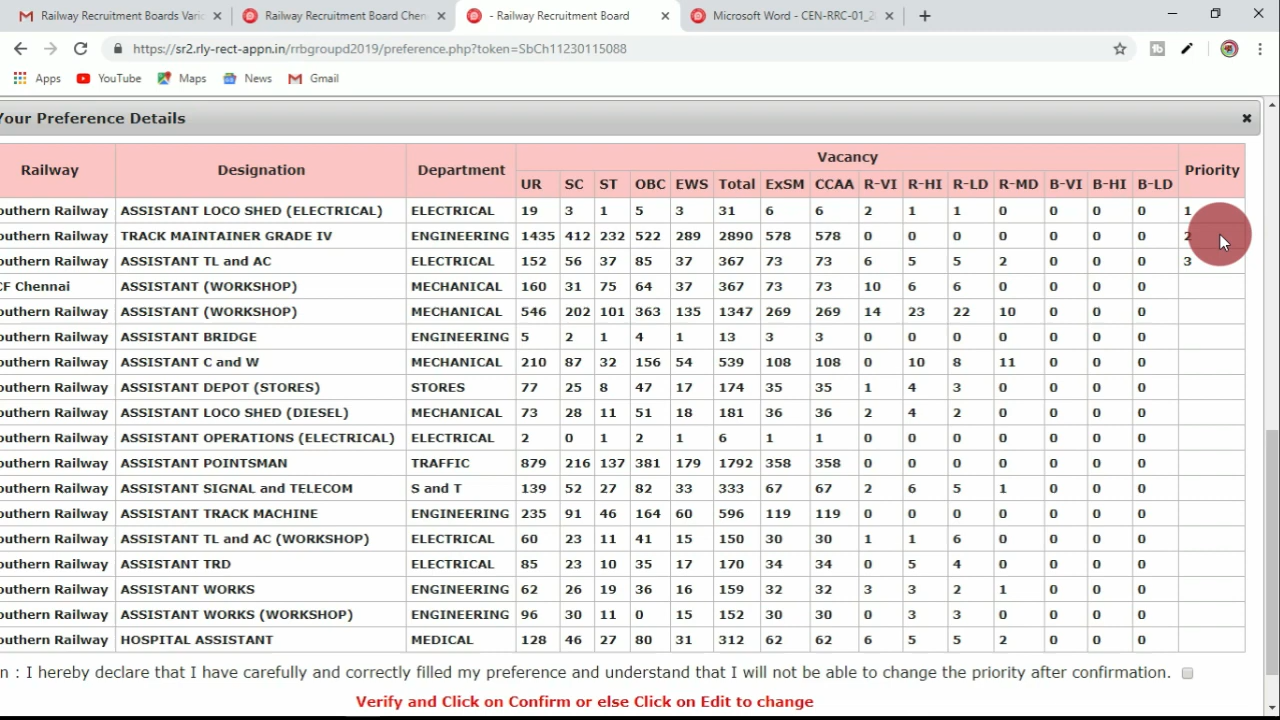 Railway Recruitment Boards Vari
Railway Recruitment Board Chen
- Railway Recruitment Board
Microsoft Word - CEN-RRC-01_2
https://sr2.rly-rect-appn.in/rrbgroupd2019/preference.php?token=SbCh11230115088
Apps YouTube Maps News Gmail
Your Preference Details
Railway Designation Department Vacancy Priority
UR SC ST OBC EWS Total ExSM CCAA R-VI R-HI R-LD R-MD B-VI B-HI B-LD
outhern Railway ASSISTANT LOCO SHED (ELECTRICAL) ELECTRICAL 19 3 1 5 3 31 6 6 2 1 1 0 0 0 0 1
outhern Railway TRACK MAINTAINER GRADE IV ENGINEERING 1435 412 232 522 289 2890 578 578 0 0 0 0 0 0 0 2
outhern Railway ASSISTANT TL and AC ELECTRICAL 152 56 37 85 37 367 73 73 6 5 5 2 0 0 0 3
CF Chennai ASSISTANT (WORKSHOP) MECHANICAL 160 31 75 64 37 367 73 73 10 6 6 0 0 0 0
outhern Railway ASSISTANT (WORKSHOP) MECHANICAL 546 202 101 363 135 1347 269 269 14 23 22 10 0 0 0
outhern Railway ASSISTANT BRIDGE ENGINEERING 5 2 1 4 1 13 3 3 0 0 0 0 0 0 0
outhern Railway ASSISTANT C and W MECHANICAL 210 87 32 156 54 539 108 108 0 10 8 11 0 0 0
outhern Railway ASSISTANT DEPOT (STORES) STORES 77 25 8 47 17 174 35 35 1 4 3 0 0 0 0
outhern Railway ASSISTANT LOCO SHED (DIESEL) MECHANICAL 73 28 11 51 18 181 36 36 2 4 2 0 0 0 0
outhern Railway ASSISTANT OPERATIONS (ELECTRICAL) ELECTRICAL 2 0 1 2 1 6 1 1 0 0 0 0 0 0 0
outhern Railway ASSISTANT POINTSMAN TRAFFIC 879 216 137 381 179 1792 358 358 0 0 0 0 0 0 0
outhern Railway ASSISTANT SIGNAL and TELECOM S and T 139 52 27 82 33 333 67 67 2 6 5 1 0 0 0
outhern Railway ASSISTANT TRACK MACHINE ENGINEERING 235 91 46 164 60 596 119 119 0 0 0 0 0 0 0
outhern Railway ASSISTANT TL and AC (WORKSHOP) ELECTRICAL 60 23 11 41 15 150 30 30 1 1 6 0 0 0 0
outhern Railway ASSISTANT TRD ELECTRICAL 85 23 10 35 17 170 34 34 0 5 4 0 0 0 0
outhern Railway ASSISTANT WORKS ENGINEERING 62 26 19 36 16 159 32 32 3 3 2 1 0 0 0
outhern Railway ASSISTANT WORKS (WORKSHOP) ENGINEERING 96 30 11 0 15 152 30 30 0 3 3 0 0 0 0
outhern Railway HOSPITAL ASSISTANT MEDICAL 128 46 27 80 31 312 62 62 6 5 5 2 0 0 0
n : I hereby declare that I have carefully and correctly filled my preference and understand that I will not be able to change the priority after confirmation.
Verify and Click on Confirm or else Click on Edit to change